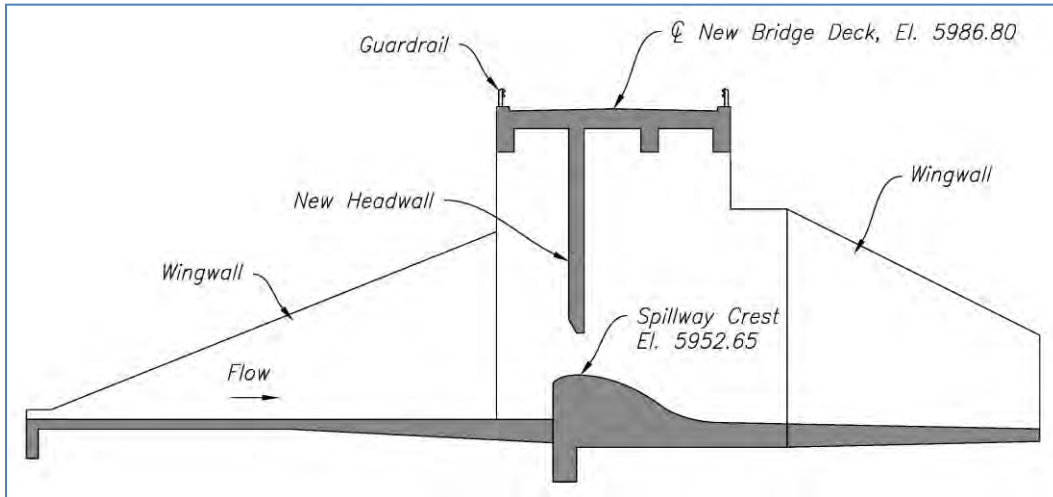 ℄ New Bridge Deck, El. 5986.80
Guardrail
Wingwall
New Headwall
Wingwall
Spillway Crest
El. 5952.65
Flow